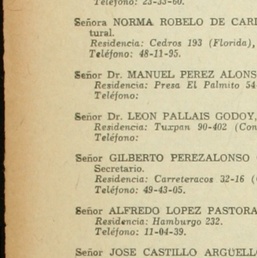 Teléfono: 23-33-60.
Señora NORMA ROBELO DE CAR
tural.
Residencia: Cedros 193 (Florida),
Teléfono: 48-11-95.
Señor Dr. MANUEL PEREZ ALONS
Residencia: Presa El Palmito 54
Teléfono:
Señor Dr. LEON PALLAIS GODOY,
Residencia: Tuxpan 90-402 (Con
Teléfono:
Señor GILBERTO PEREZALONSO
Secretario.
Residencia: Carreteracos 32-16 (
Teléfono: 49-43-05.
Señor ALFREDO LOPEZ PASTORA
Residencia: Hamburgo 232.
Teléfono: 11-04-39.
Señor JOSE CASTILLO ARGUELL